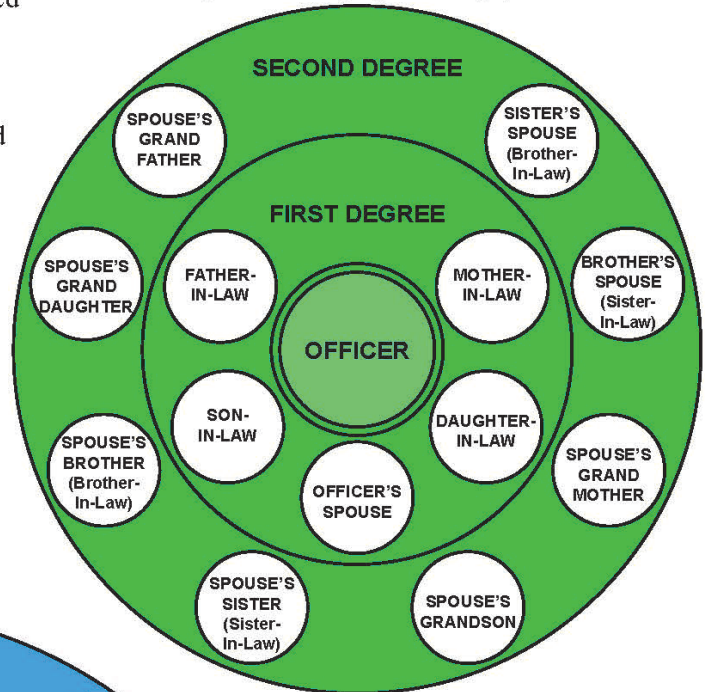 ed
d
SECOND DEGREE
SPOUSE'S
GRAND
FATHER
SISTER'S
SPOUSE
(Brother-
In-Law)
FIRST DEGREE
SPOUSE'S
GRAND
DAUGHTER
FATHER-
IN-LAW
MOTHER-
IN-LAW
BROTHER'S
SPOUSE
(Sister-
In-Law)
OFFICER
SON-
IN-LAW
DAUGHTER-
IN-LAW
SPOUSE'S
BROTHER
(Brother-
In-Law)
OFFICER'S
SPOUSE
SPOUSE'S
GRAND
MOTHER
SPOUSE'S
SISTER
(Sister-
In-Law)
SPOUSE'S
GRANDSON